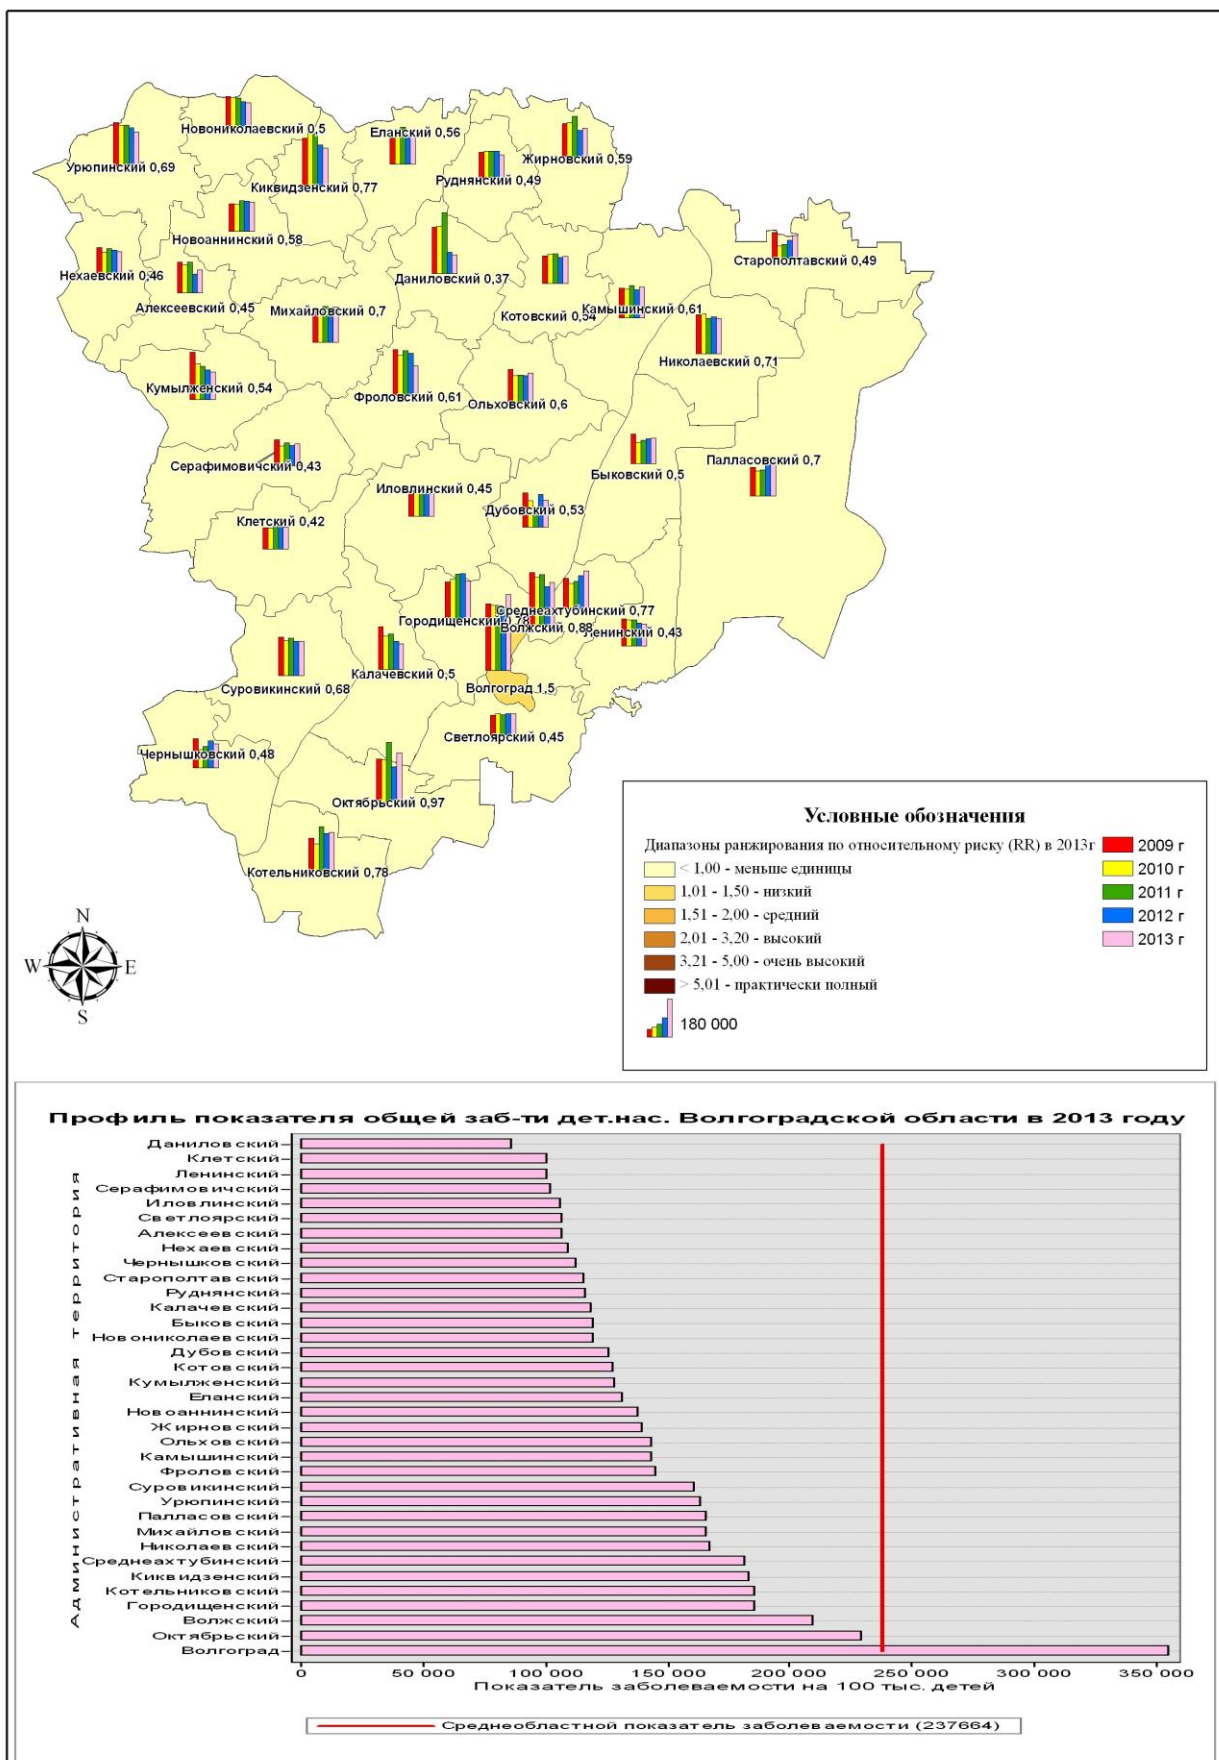 Новониколаевский 0,5
Еланский 0,56
Урюпинский 0,69
Киквидзенский 0,77
Руднянский 0,49
Жирновский 0,59
Новоаннинский 0,58
Старополтавский 0,49
Нехаевский 0,46
Алексеевский 0,45
Даниловский 0,37
Михайловский 0,7
Котовский 0,54
Камышинский 0,61
Николаевский 0,71
Кумылженский 0,54
Фроловский 0,61
Ольховский 0,6
Серафимовичский 0,43
Иловлинский 0,45
Быковский 0,5
Палласовский 0,7
Клетский 0,42
Дубовский 0,53
Среднеахтубинский 0,77
Городищенский 0,78
Волжский 0,88
Ленинский 0,43
Калачевский 0,5
Суровикинский 0,68
Волгоград 1,5
Светлоярский 0,45
Чернышковский 0,48
Октябрьский 0,97
Котельниковский 0,78
N
W
E
S
Условные обозначения
Диапазоны ранжирования по относительному риску (RR) в 2013г
< 1,00 - меньше единицы
1,01 - 1,50 - низкий
1,51 - 2,00 - средний
2,01 - 3,20 - высокий
3,21 - 5,00 - очень высокий
> 5,01 - практически полный
180 000
2009 г
2010 г
2011 г
2012 г
2013 г
Профиль показателя общей заб-ти дет.нас. Волгоградской области в 2013 году
Административная территория
Даниловский
Клетский
Ленинский
Серафимовичский
Иловлинский
Светлоярский
Алексеевский
Нехаевский
Чернышковский
Старополтавский
Руднянский
Калачевский
Быковский
Новониколаевский
Дубовский
Котовский
Кумылженский
Еланский
Новоаннинский
Жирновский
Ольховский
Камышинский
Фроловский
Суровикинский
Урюпинский
Палласовский
Михайловский
Николаевский
Среднеахтубинский
Киквидзенский
Котельниковский
Городищенский
Волжский
Октябрьский
Волгоград
0 50 000 100 000 150 000 200 000 250 000 300 000 350 000
Показатель заболеваемости на 100 тыс. детей
Среднеобластной показатель заболеваемости (237664)